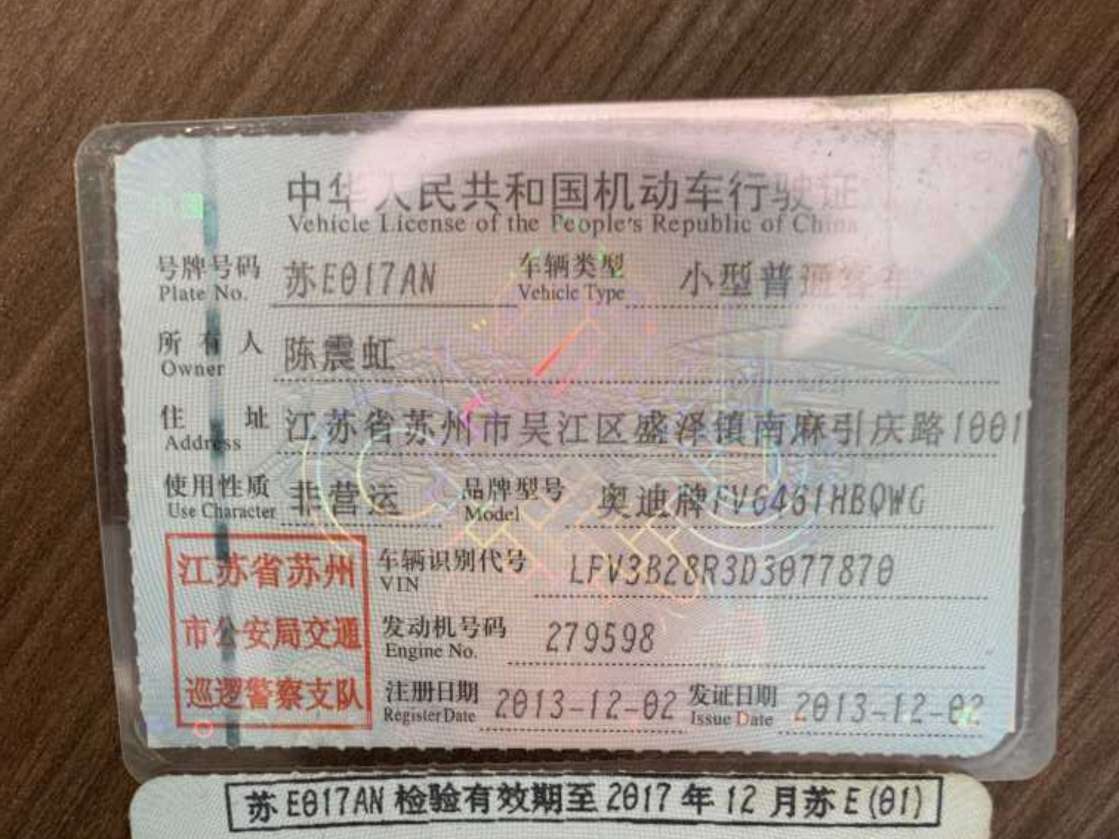 中华人民共和国机动车行驶证
Vehicle License of the People's Republic of China
号牌号码 苏E017AN 车辆类型 小型普通客车
Plate No. Vehicle Type
所有人 陈震虹
Owner
住址 江苏省苏州市吴江区盛泽镇南麻引庆路1001
Address
使用性质 非营运 品牌型号 奥迪牌FV6461HBQWG
Use Character Model
江苏省苏州 车辆识别代号 LFV3B28R3D3077870
VIN
市公安局交通 发动机号码 279598
Engine No.
巡逻警察支队 注册日期 2013-12-02 发证日期 2013-12-02
Register Date Issue Date
苏E017AN 检验有效期至2017年12月苏E(01)